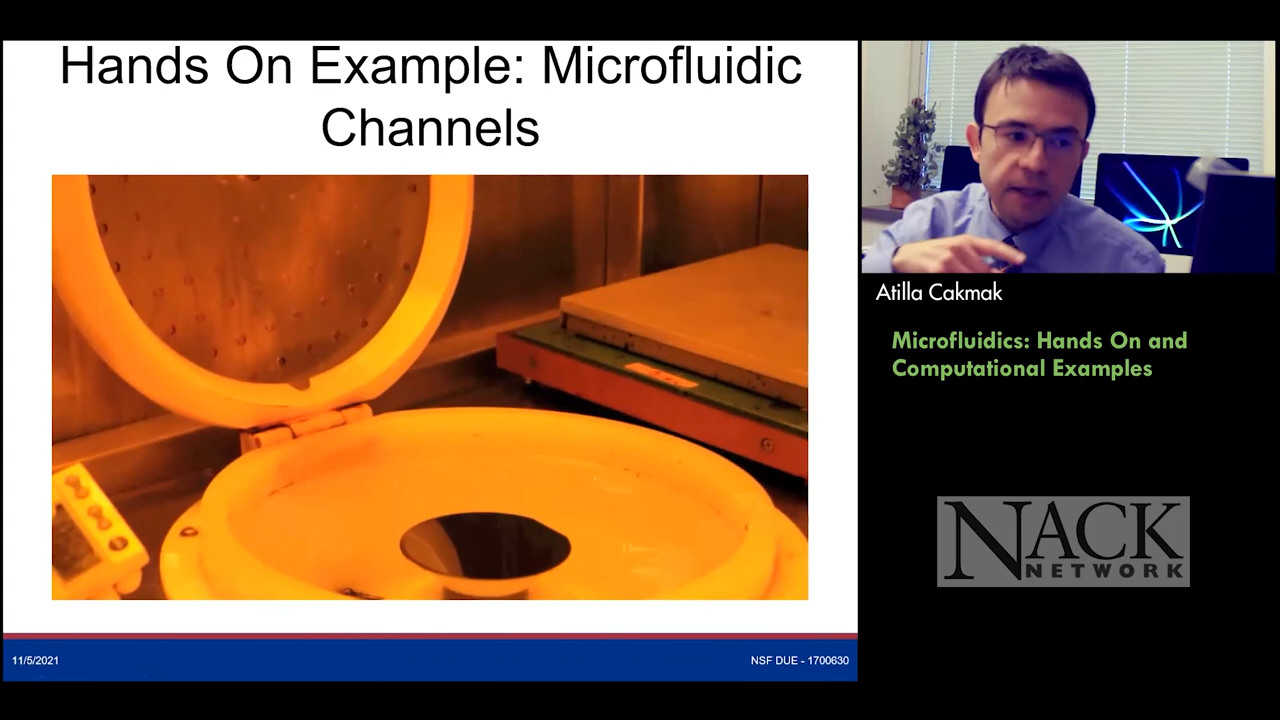 Hands On Example: Microfluidic
Channels
Atilla Cakmak
Microfluidics: Hands On and
Computational Examples
NACK
NETWORK
11/5/2021
NSF DUE - 1700630